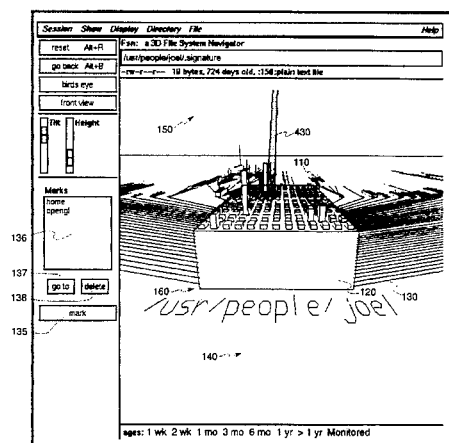 Session Show Display Directory File Help
reset Alt+R
go back Alt+B
birds eye
front view
Fsn: a 3D File System Navigator
/usr/people/joel/.signature
-rw-r--r-- 19 bytes, 724 days old, :158:plain text file
Tilt Height
150
430
110
Marks
home
opengl
136
137
go to delete
138
mark
135
160
120
130
/usr/people/joel
140
ages: 1 wk 2 wk 1 mo 3 mo 6 mo 1 yr > 1 yr Monitored